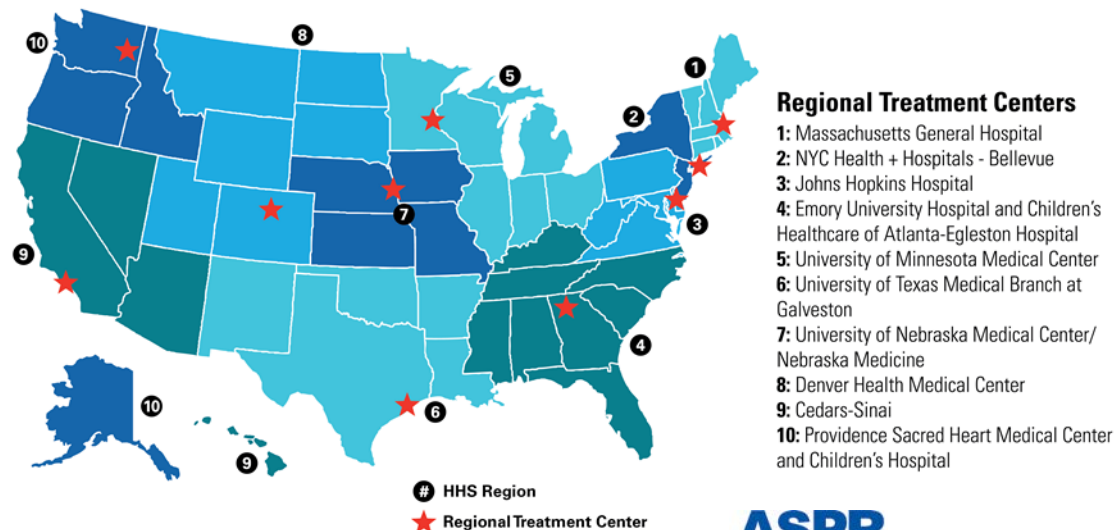 10
8
5
1
2
Regional Treatment Centers
1: Massachusetts General Hospital
2: NYC Health + Hospitals - Bellevue
3: Johns Hopkins Hospital
4: Emory University Hospital and Children's
Healthcare of Atlanta-Egleston Hospital
5: University of Minnesota Medical Center
6: University of Texas Medical Branch at
Galveston
7: University of Nebraska Medical Center/
Nebraska Medicine
8: Denver Health Medical Center
9: Cedars-Sinai
10: Providence Sacred Heart Medical Center
and Children's Hospital
7
3
9
4
10
6
9
# HHS Region
Regional Treatment Center
ASPR